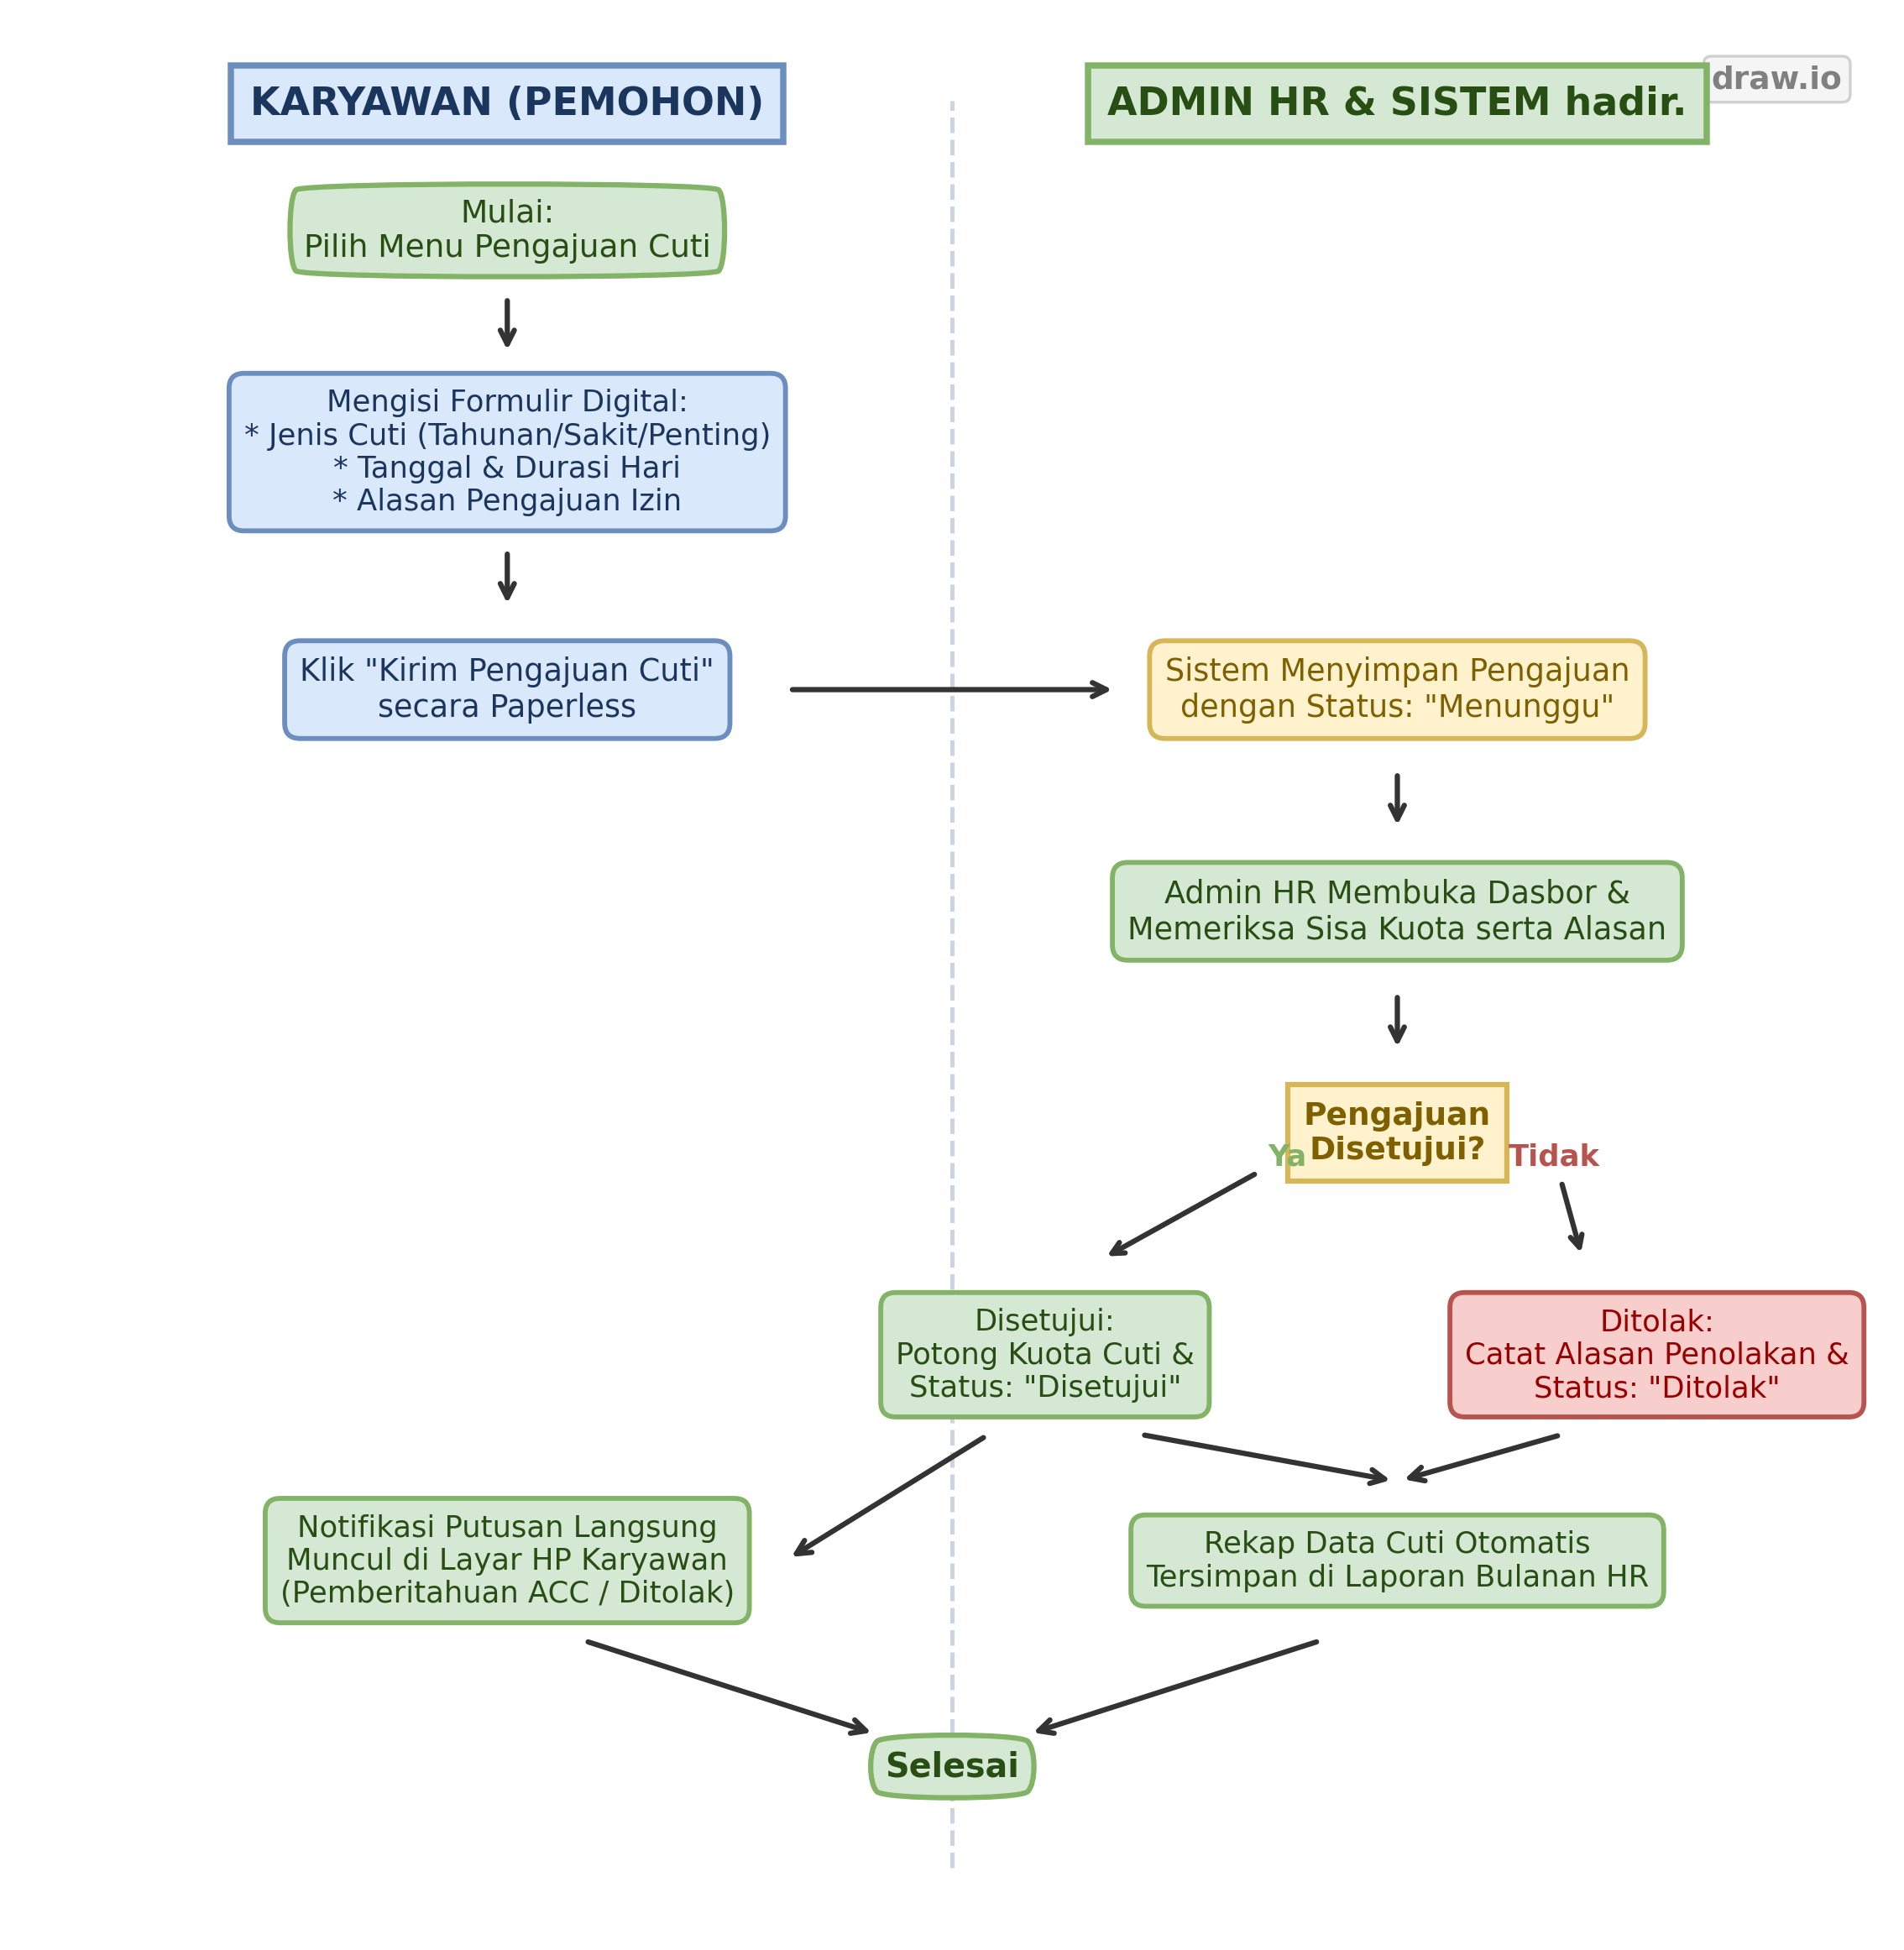 KARYAWAN (PEMOHON)
ADMIN HR & SISTEM hadir.
draw.io
Mulai:
Pilih Menu Pengajuan Cuti
Mengisi Formulir Digital:
* Jenis Cuti (Tahunan/Sakit/Penting)
* Tanggal & Durasi Hari
* Alasan Pengajuan Izin
Klik "Kirim Pengajuan Cuti"
secara Paperless
Sistem Menyimpan Pengajuan
dengan Status: "Menunggu"
Admin HR Membuka Dasbor &
Memeriksa Sisa Kuota serta Alasan
Pengajuan
Disetujui?
Ya
Tidak
Disetujui:
Potong Kuota Cuti &
Status: "Disetujui"
Ditolak:
Catat Alasan Penolakan &
Status: "Ditolak"
Notifikasi Putusan Langsung
Muncul di Layar HP Karyawan
(Pemberitahuan ACC / Ditolak)
Rekap Data Cuti Otomatis
Tersimpan di Laporan Bulanan HR
Selesai